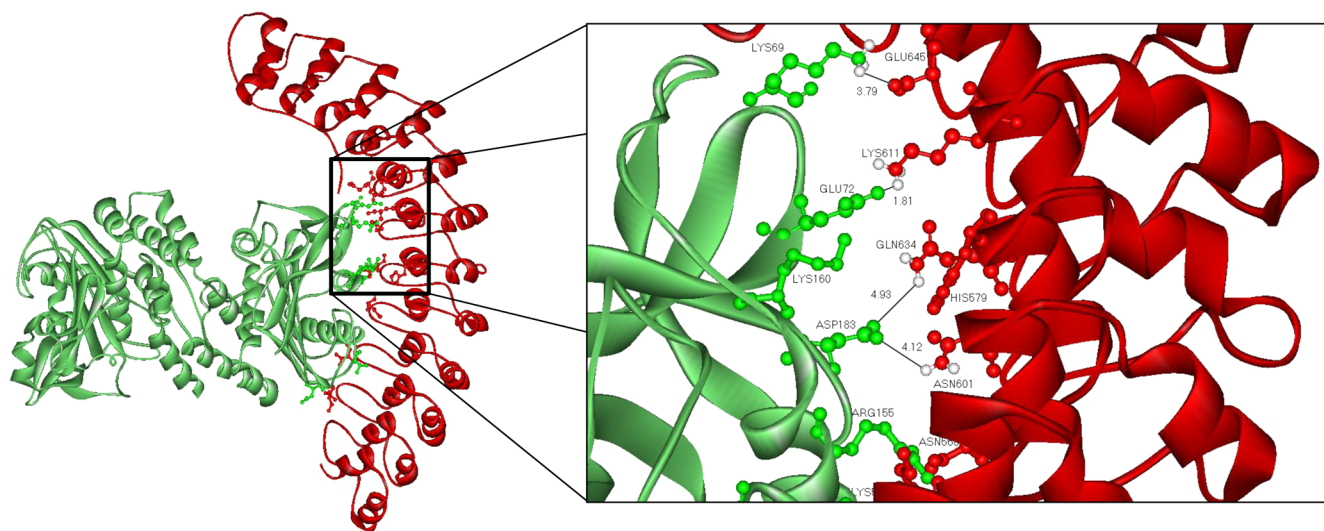 LYS69
GLU645
3.79
LYS611
GLU72
1.81
GLN634
LYS160
4.93
HIS579
ASP183
4.12
ASN601
ARG155